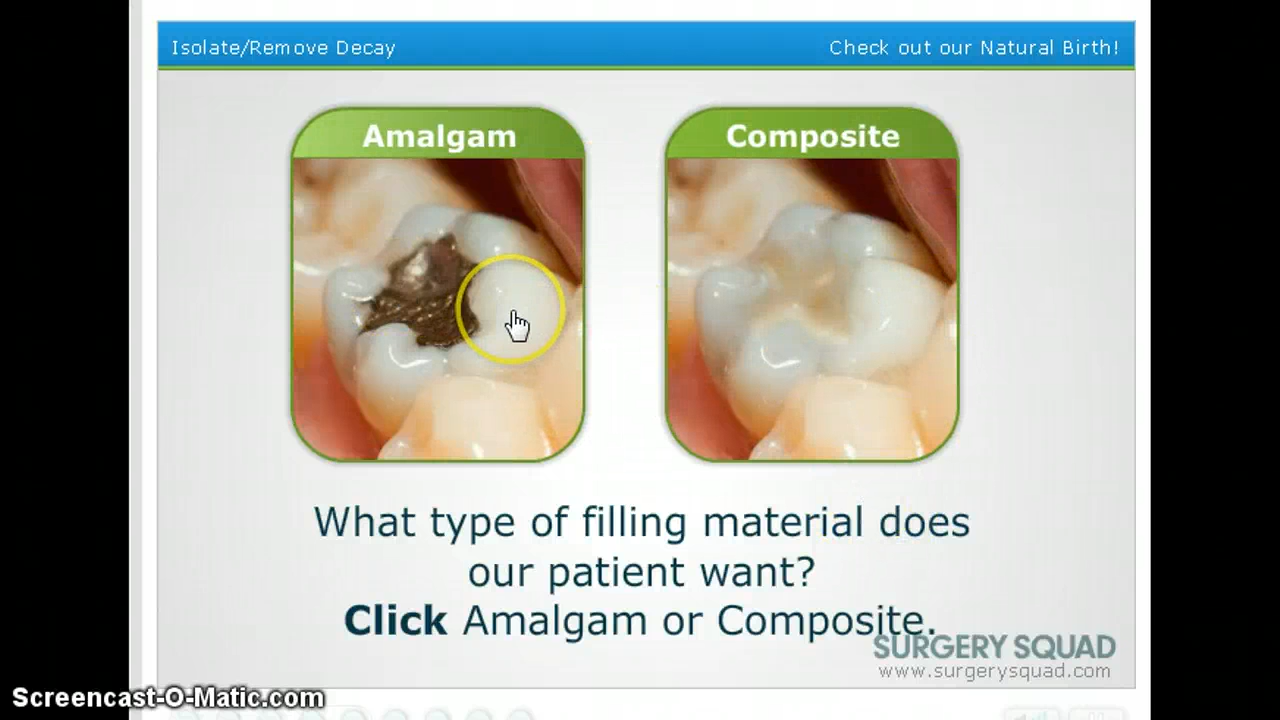 Isolate/Remove Decay
Check out our Natural Birth!
Amalgam
Composite
What type of filling material does
our patient want?
Click Amalgam or Composite.
SURGERY SQUAD
www.surgerysquad.com
Screencast-O-Matic.com